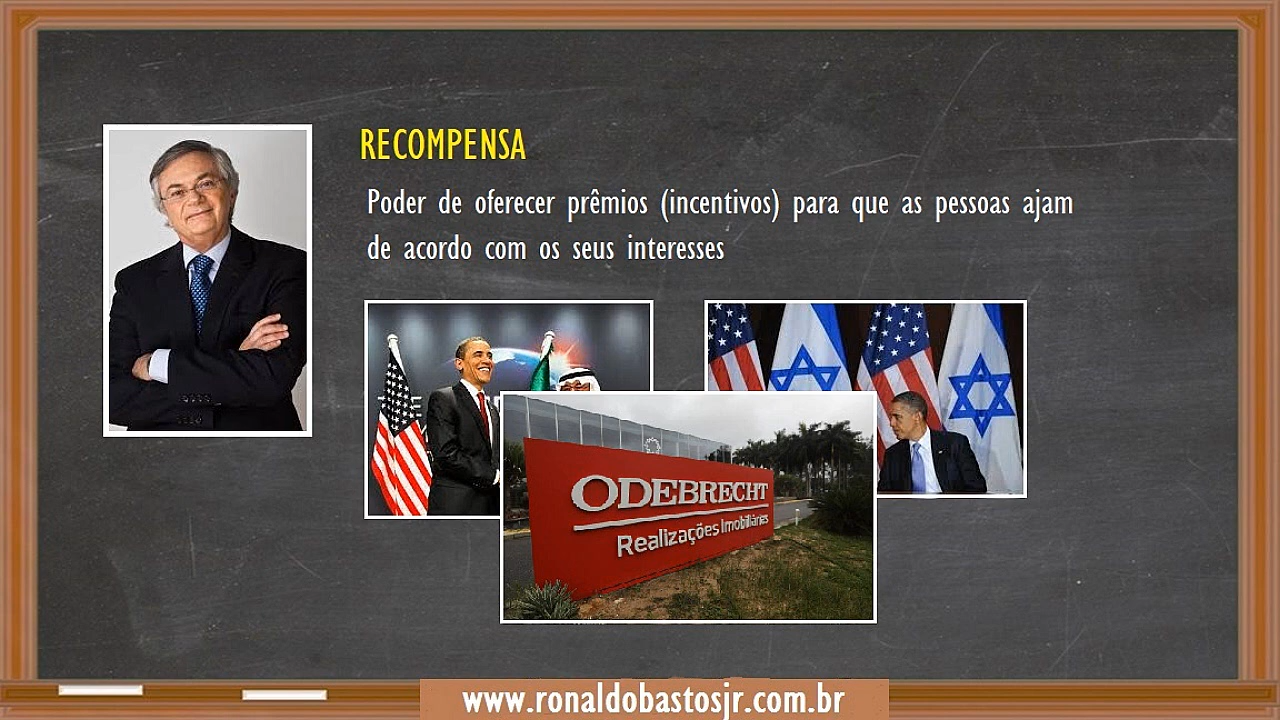 RECOMPENSA
Poder de oferecer prêmios (incentivos) para que as pessoas ajam
de acordo com os seus interesses
ODEBRECHT
Realizações Imobiliárias
www.ronaldobastosjr.com.br